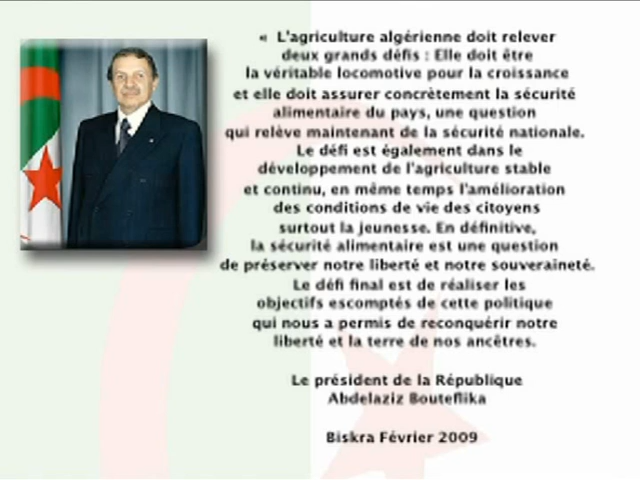 « L'agriculture algérienne doit relever
deux grands défis : Elle doit être
la véritable locomotive pour la croissance
et elle doit assurer concrètement la sécurité
alimentaire du pays, une question
qui relève maintenant de la sécurité nationale.
Le défi est également dans le
développement de l'agriculture stable
et continu, en même temps l'amélioration
des conditions de vie des citoyens
surtout la jeunesse. En définitive,
la sécurité alimentaire est une question
de préserver notre liberté et notre souveraineté.
Le défi final est de réaliser les
objectifs escomptés de cette politique
qui nous a permis de reconquérir notre
liberté et la terre de nos ancêtres.
Le président de la République
Abdelaziz Bouteflika
Biskra Février 2009